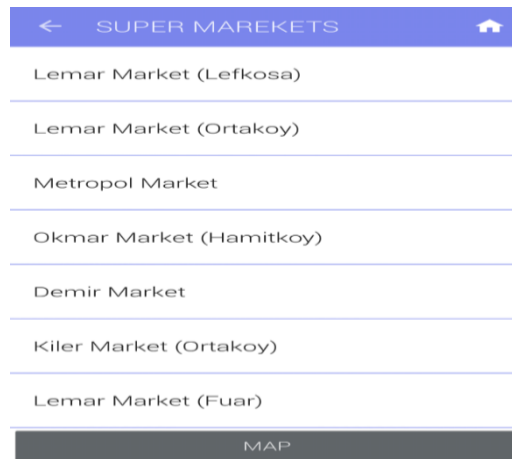 SUPER MAREKETS
Lemar Market (Lefkosa)
Lemar Market (Ortakoy)
Metropol Market
Okmar Market (Hamitkoy)
Demir Market
Kiler Market (Ortakoy)
Lemar Market (Fuar)
MAP